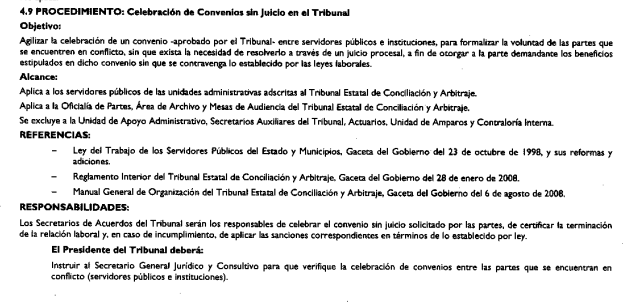 4.9 PROCEDIMIENTO: Celebración de Convenios sin Juicio en el Tribunal
Objetivo:
Agilizar la celebración de un convenio -aprobado por el Tribunal- entre servidores públicos e instituciones, para formalizar la voluntad de las partes que
se encuentren en conflicto, sin que exista la necesidad de resolverlo a través de un juicio procesal, a fin de otorgar a la parte demandante los beneficios
estipulados en dicho convenio sin que se contravenga lo establecido por las leyes laborales.
Alcance:
Aplica a los servidores públicos de las unidades administrativas adscritas al Tribunal Estatal de Conciliación y Arbitraje.
Aplica a la Oficialía de Partes, Área de Archivo y Mesas de Audiencia del Tribunal Estatal de Conciliación y Arbitraje.
Se excluye a la Unidad de Apoyo Administrativo, Secretarios Auxiliares del Tribunal, Actuarios, Unidad de Amparos y Contraloría Interna.
REFERENCIAS:
– Ley del Trabajo de los Servidores Públicos del Estado y Municipios, Gaceta del Gobierno del 23 de octubre de 1998, y sus reformas y
adiciones.
– Reglamento Interior del Tribunal Estatal de Conciliación y Arbitraje, Gaceta del Gobierno del 28 de enero de 2008.
– Manual General de Organización del Tribunal Estatal de Conciliación y Arbitraje, Gaceta del Gobierno del 6 de agosto de 2008.
RESPONSABILIDADES:
Los Secretarios de Acuerdos del Tribunal serán los responsables de celebrar el convenio sin juicio solicitado por las partes, de certificar la terminación
de la relación laboral y, en caso de incumplimiento, de aplicar las sanciones correspondientes en términos de lo establecido por ley.
El Presidente del Tribunal deberá:
Instruir al Secretario General Jurídico y Consultivo para que verifique la celebración de convenios entre las partes que se encuentran en
conflicto (servidores públicos e instituciones).